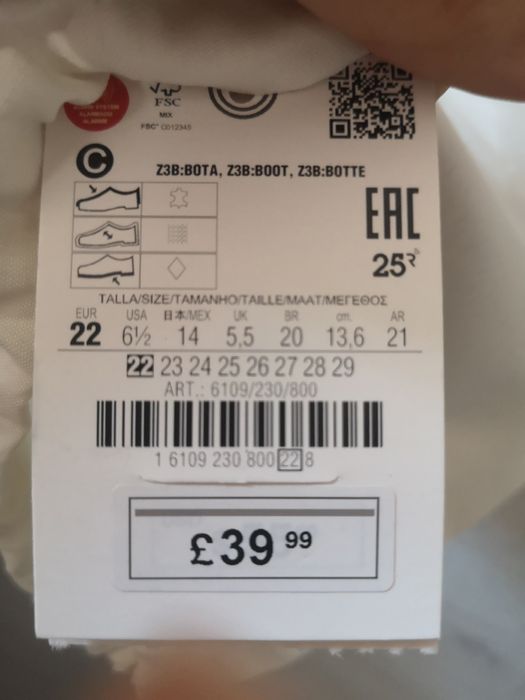 ALARMADO
ALARME
FSC
MIX
FSC® C012345
C
Z3B:BOTA, Z3B:BOOT, Z3B:BOTTE
EAC
25
TALLA/SIZE/TAMANHO/TAILLE/MAAT/ΜΕΓΕΘΟΣ
EUR USA 日本/MEX UK BR cm. AR
22 6½ 14 5,5 20 13,6 21
22 23 24 25 26 27 28 29
ART.: 6109/230/800
1 6109 230 800 22 8
£39 99